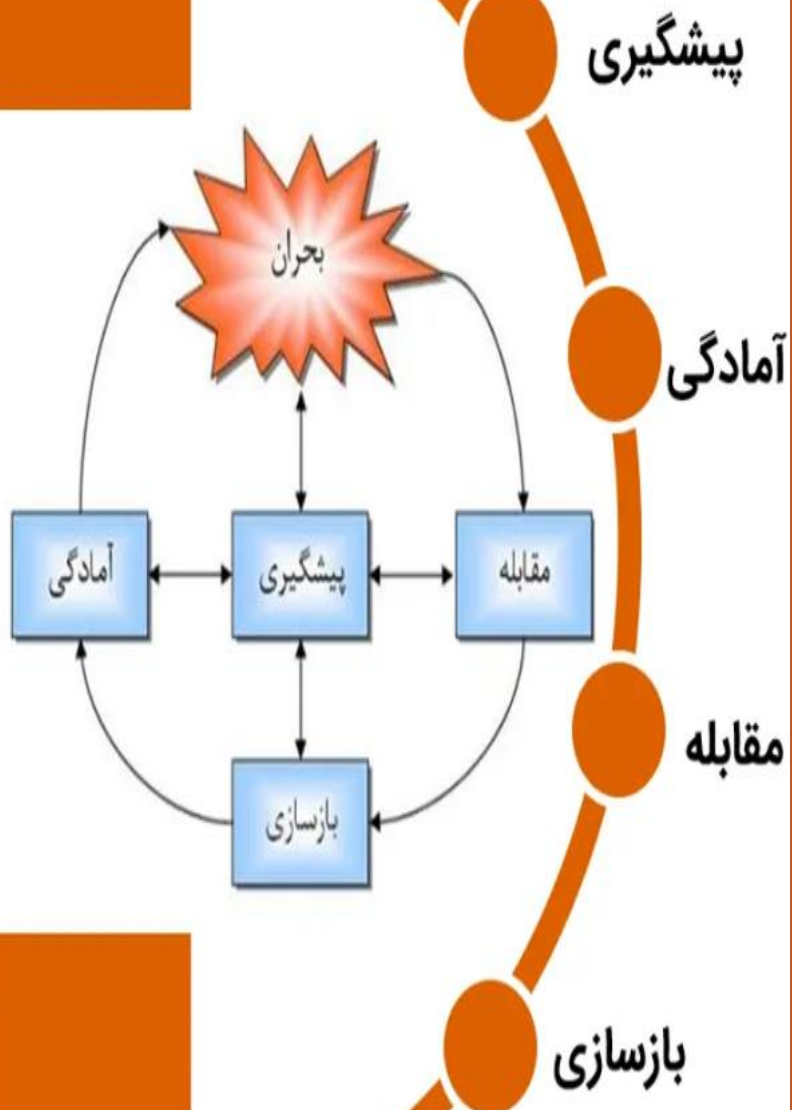 پیشگیری
بحران
آمادگی
مقابله
پیشگیری
آمادگی
مقابله
بازسازی
بازسازی